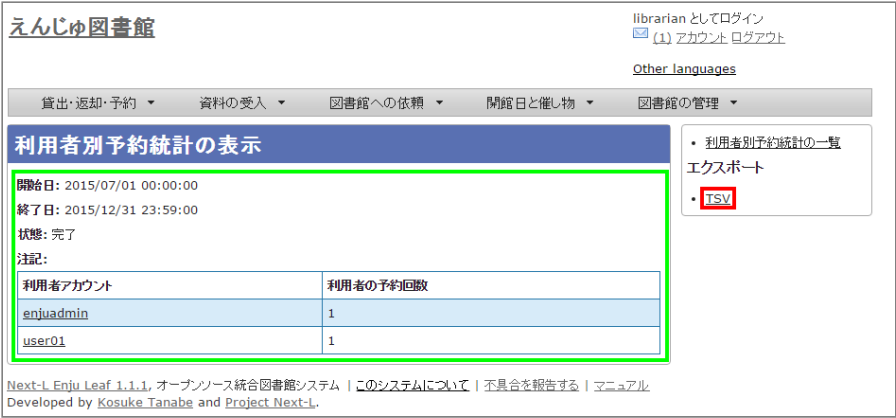 えんじゅ図書館
librarian としてログイン
(1) アカウント ログアウト
Other languages
貸出・返却・予約 ▼ 資料の受入 ▼ 図書館への依頼 ▼ 開館日と催し物 ▼ 図書館の管理 ▼
利用者別予約統計の表示
開始日: 2015/07/01 00:00:00
終了日: 2015/12/31 23:59:00
状態: 完了
注記:
利用者アカウント 利用者の予約回数
enjuadmin 1
user01 1
・ 利用者別予約統計の一覧
エクスポート
・ TSV
Next-L Enju Leaf 1.1.1, オープンソース統合図書館システム | このシステムについて | 不具合を報告する | マニュアル
Developed by Kosuke Tanabe and Project Next-L.